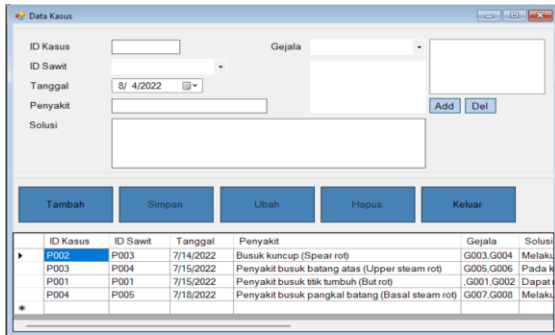 Data Kasus
ID Kasus Gejala
ID Sawit
Tanggal 8/ 4/2022
Penyakit Add Del
Solusi
Tambah Simpan Ubah Hapus Keluar
ID Kasus ID Sawit Tanggal Penyakit Gejala Solusi
P002 P003 7/14/2022 Busuk kuncup (Spear rot) G003,G004 Melaku
P003 P004 7/15/2022 Penyakit busuk batang atas (Upper steam rot) G005,G006 Pada k
P001 P001 7/15/2022 Penyakit busuk titik tumbuh (But rot) ,G001,G002 Dapat
P004 P005 7/18/2022 Penyakit busuk pangkal batang (Basal steam rot) G007,G008 Melaku